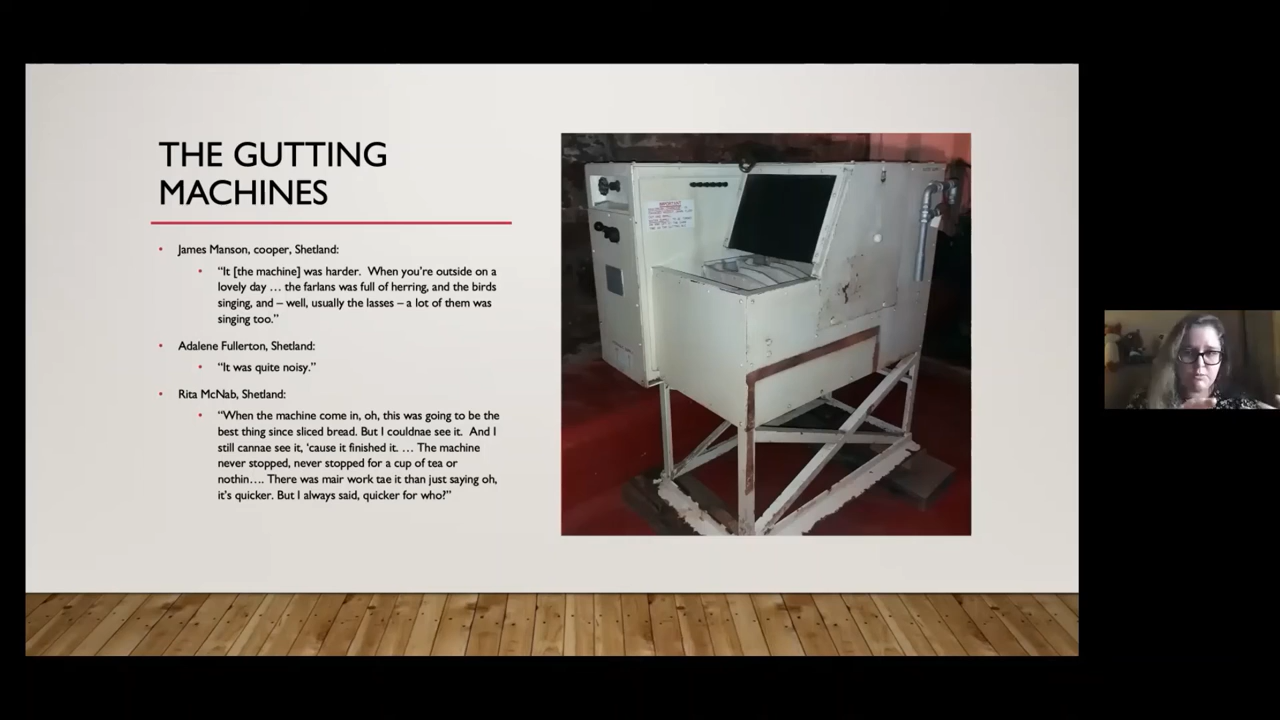 THE GUTTING
MACHINES
• James Manson, cooper, Shetland:
• “It [the machine] was harder. When you’re outside on a
lovely day … the farlans was full of herring, and the birds
singing, and – well, usually the lasses – a lot of them was
singing too.”
• Adalene Fullerton, Shetland:
• “It was quite noisy.”
• Rita McNab, Shetland:
• “When the machine come in, oh, this was going to be the
best thing since sliced bread. But I couldnae see it. And I
still cannae see it, ‘cause it finished it. … The machine
never stopped, never stopped for a cup of tea or
nothin…. There was mair work tae it than just saying oh,
it’s quicker. But I always said, quicker for who?”